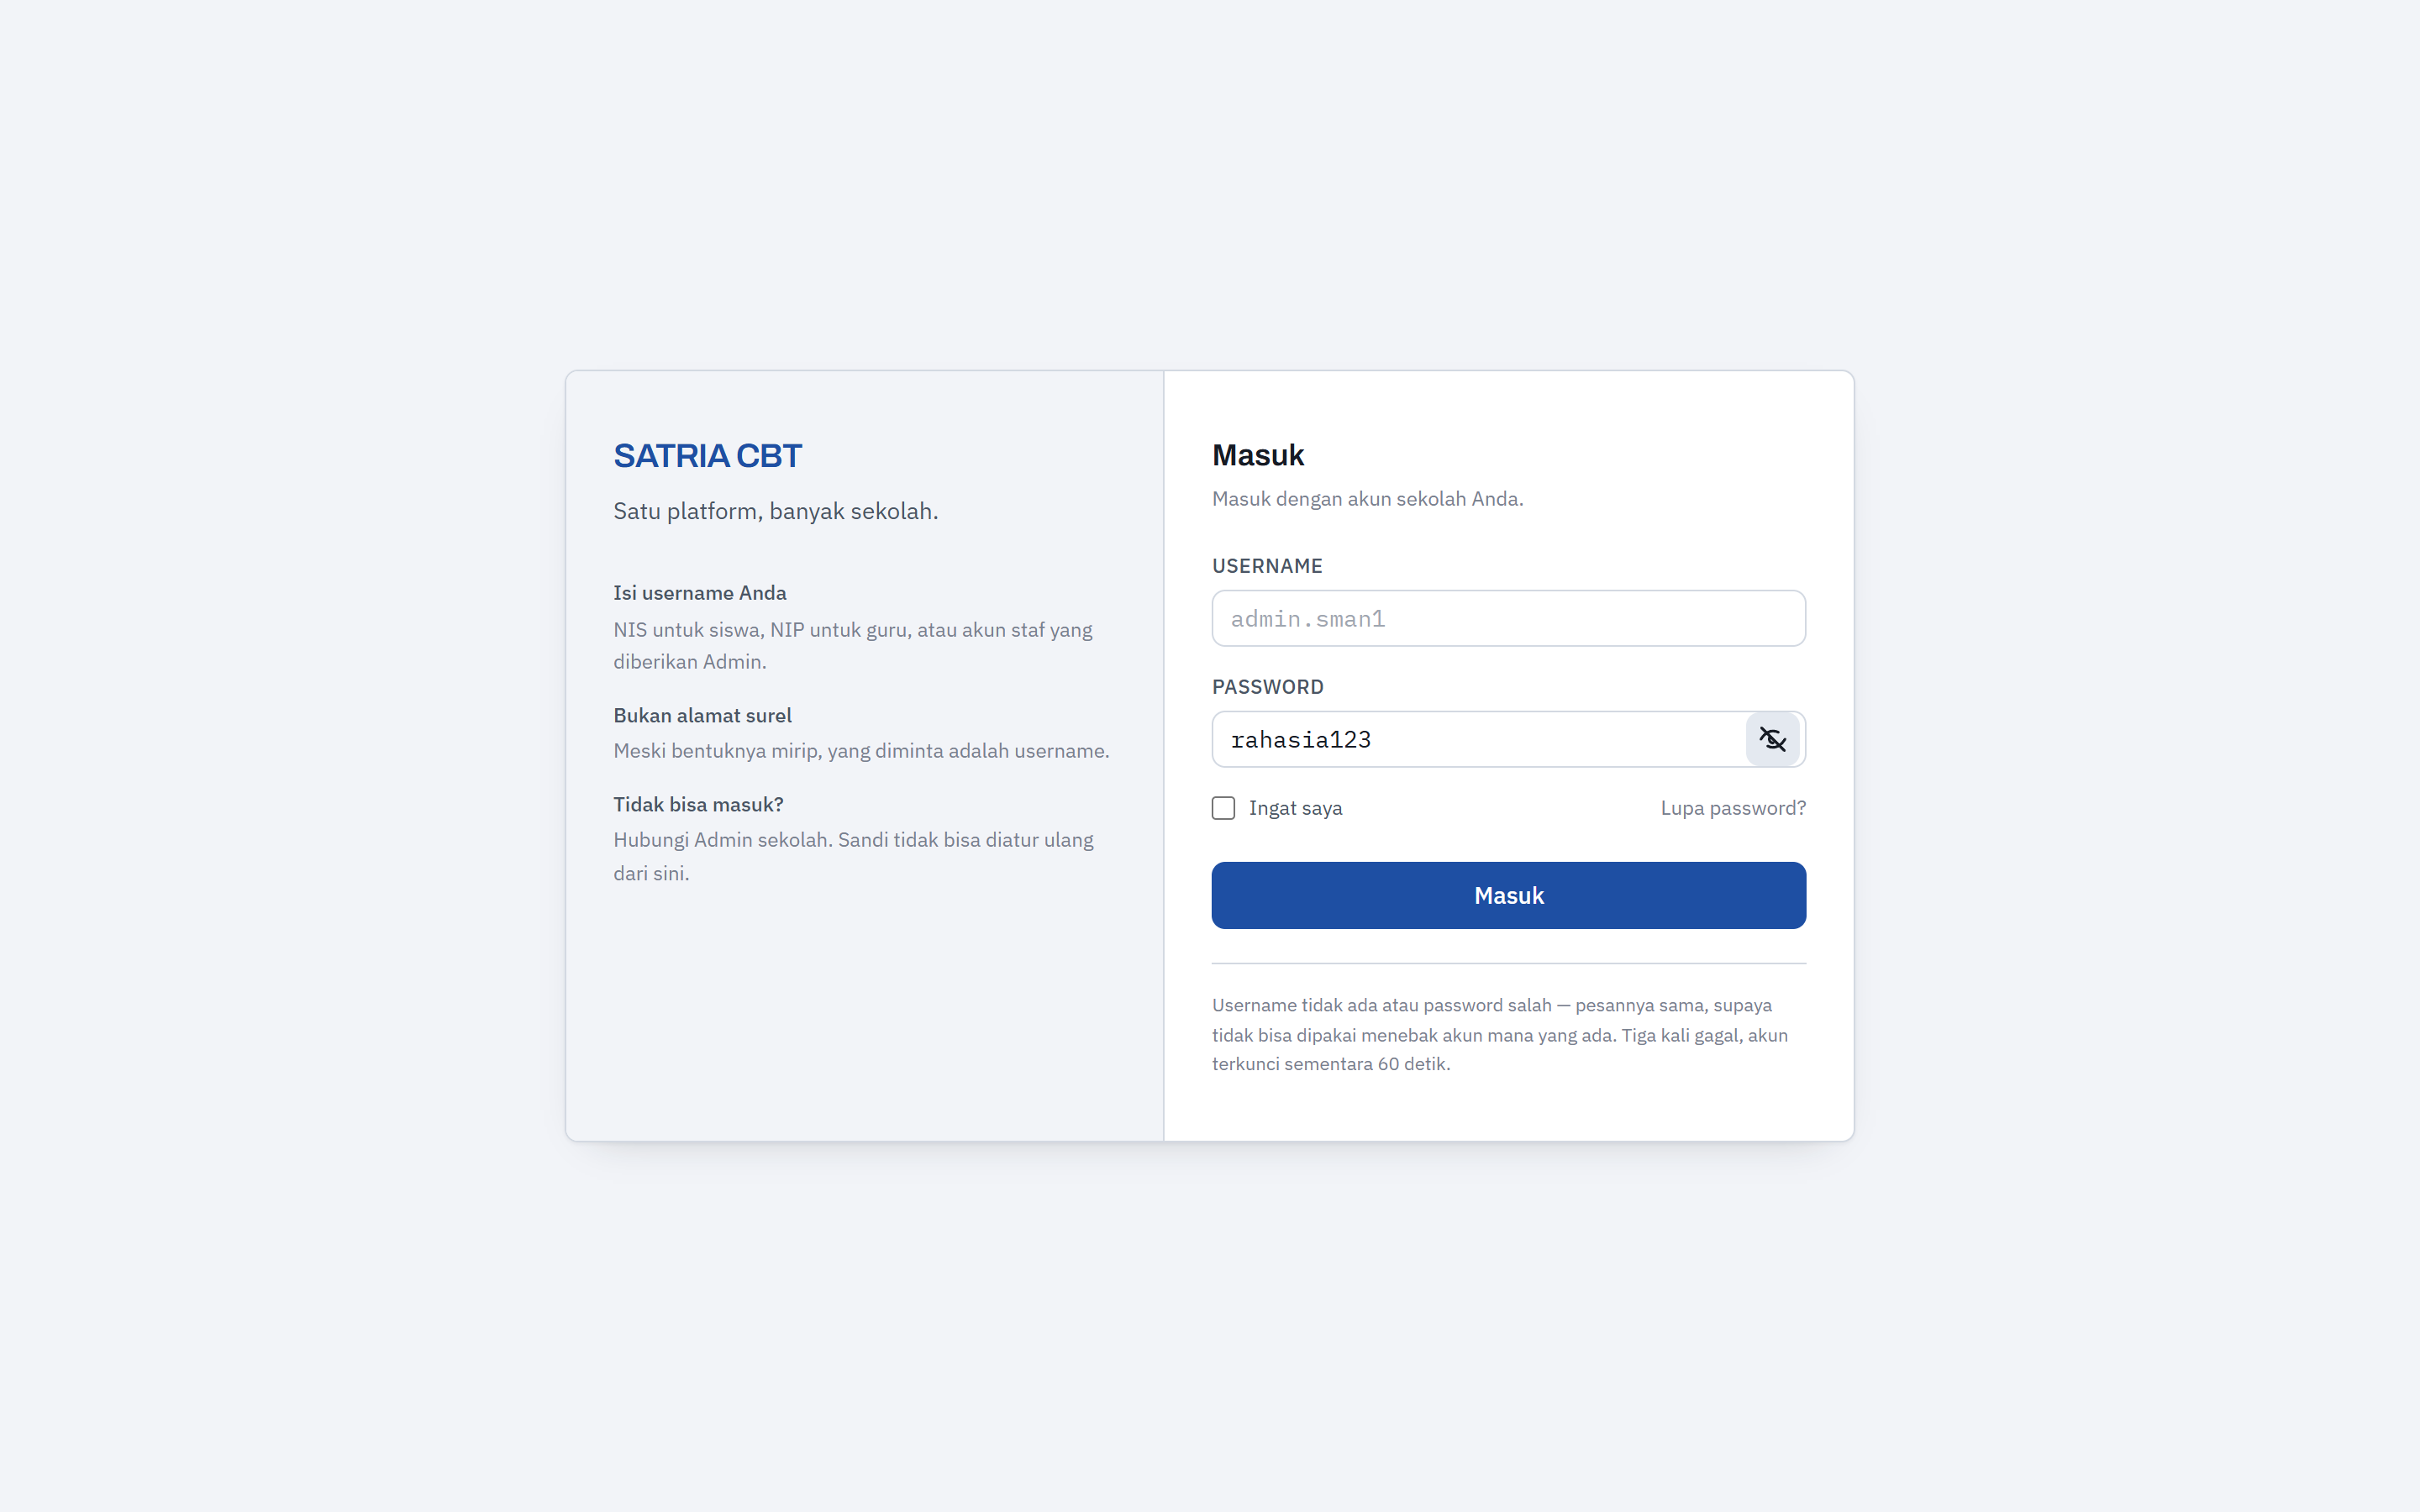 SATRIA CBT
Satu platform, banyak sekolah.
Isi username Anda
NIS untuk siswa, NIP untuk guru, atau akun staf yang
diberikan Admin.
Bukan alamat surel
Meski bentuknya mirip, yang diminta adalah username.
Tidak bisa masuk?
Hubungi Admin sekolah. Sandi tidak bisa diatur ulang
dari sini.
Masuk
Masuk dengan akun sekolah Anda.
USERNAME
admin.sman1
PASSWORD
rahasia123
Ingat saya
Lupa password?
Masuk
Username tidak ada atau password salah — pesannya sama, supaya
tidak bisa dipakai menebak akun mana yang ada. Tiga kali gagal, akun
terkunci sementara 60 detik.